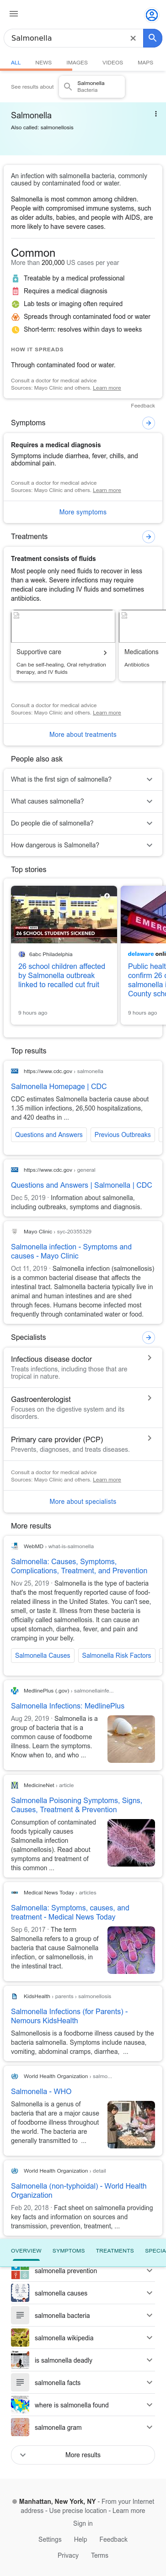 Salmonella
ALL NEWS IMAGES VIDEOS MAPS
See results about
Salmonella
Bacteria
Salmonella
Also called: salmonellosis
An infection with salmonella bacteria, commonly
caused by contaminated food or water.
Salmonella is most common among children.
People with compromised immune systems, such
as older adults, babies, and people with AIDS, are
more likely to have severe cases.
Common
More than 200,000 US cases per year
Treatable by a medical professional
Requires a medical diagnosis
Lab tests or imaging often required
Spreads through contaminated food or water
Short-term: resolves within days to weeks
HOW IT SPREADS
Through contaminated food or water.
Consult a doctor for medical advice
Sources: Mayo Clinic and others. Learn more
Feedback
Symptoms
Requires a medical diagnosis
Symptoms include diarrhea, fever, chills, and
abdominal pain.
Consult a doctor for medical advice
Sources: Mayo Clinic and others. Learn more
More symptoms
Treatments
Treatment consists of fluids
Most people only need fluids to recover in less
than a week. Severe infections may require
medical care including IV fluids and sometimes
antibiotics.
Supportive care
Can be self-healing, Oral rehydration
therapy, and IV fluids
Medications
Antibiotics
Consult a doctor for medical advice
Sources: Mayo Clinic and others. Learn more
More about treatments
People also ask
What is the first sign of salmonella?
What causes salmonella?
Do people die of salmonella?
How dangerous is Salmonella?
Top stories
26 SCHOOL STUDENTS SICKENED
6abc Philadelphia
26 school children affected
by Salmonella outbreak
linked to recalled cut fruit
9 hours ago
EMERG
delaware onli
Public healt
confirm 26 c
salmonella i
County scho
9 hours ago
Top results
https://www.cdc.gov › salmonella
Salmonella Homepage | CDC
CDC estimates Salmonella bacteria cause about
1.35 million infections, 26,500 hospitalizations,
and 420 deaths in ...
Questions and Answers
Previous Outbreaks
https://www.cdc.gov › general
Questions and Answers | Salmonella | CDC
Dec 5, 2019 · Information about salmonella,
including outbreaks, symptoms and diagnosis.
Mayo Clinic › syc-20355329
Salmonella infection - Symptoms and
causes - Mayo Clinic
Oct 11, 2019 · Salmonella infection (salmonellosis)
is a common bacterial disease that affects the
intestinal tract. Salmonella bacteria typically live in
animal and human intestines and are shed
through feces. Humans become infected most
frequently through contaminated water or food.
Specialists
Infectious disease doctor
Treats infections, including those that are
tropical in nature.
Gastroenterologist
Focuses on the digestive system and its
disorders.
Primary care provider (PCP)
Prevents, diagnoses, and treats diseases.
Consult a doctor for medical advice
Sources: Mayo Clinic and others. Learn more
More about specialists
More results
WebMD › what-is-salmonella
Salmonella: Causes, Symptoms,
Complications, Treatment, and Prevention
Nov 25, 2019 · Salmonella is the type of bacteria
that's the most frequently reported cause of food-
related illness in the United States. You can't see,
smell, or taste it. Illness from these bacteria is
officially called salmonellosis. It can cause an
upset stomach, diarrhea, fever, and pain and
cramping in your belly.
Salmonella Causes
Salmonella Risk Factors
MedlinePlus (.gov) › salmonellainfe...
Salmonella Infections: MedlinePlus
Aug 29, 2019 · Salmonella is a
group of bacteria that is a
common cause of foodborne
illness. Learn the symptoms.
Know when to, and who ...
MedicineNet › article
Salmonella Poisoning Symptoms, Signs,
Causes, Treatment & Prevention
Consumption of contaminated
foods typically causes
Salmonella infection
(salmonellosis). Read about
symptoms and treatment of
this common ...
Medical News Today › articles
Salmonella: Symptoms, causes, and
treatment - Medical News Today
Sep 6, 2017 · The term
Salmonella refers to a group of
bacteria that cause Salmonella
infection, or salmonellosis, in
the intestinal tract.
KidsHealth › parents › salmonellosis
Salmonella Infections (for Parents) -
Nemours KidsHealth
Salmonellosis is a foodborne illness caused by the
bacteria salmonella. Symptoms include nausea,
vomiting, abdominal cramps, diarrhea, ...
World Health Organization › salmo...
Salmonella - WHO
Salmonella is a genus of
bacteria that are a major cause
of foodborne illness throughout
the world. The bacteria are
generally transmitted to ...
World Health Organization › detail
Salmonella (non-typhoidal) - World Health
Organization
Feb 20, 2018 · Fact sheet on salmonella providing
key facts and information on sources and
transmission, prevention, treatment, ...
OVERVIEW SYMPTOMS TREATMENTS SPECIA
salmonella prevention
salmonella causes
salmonella bacteria
salmonella wikipedia
is salmonella deadly
salmonella facts
where is salmonella found
salmonella gram
More results
Manhattan, New York, NY - From your Internet
address - Use precise location - Learn more
Sign in
Settings Help Feedback
Privacy Terms